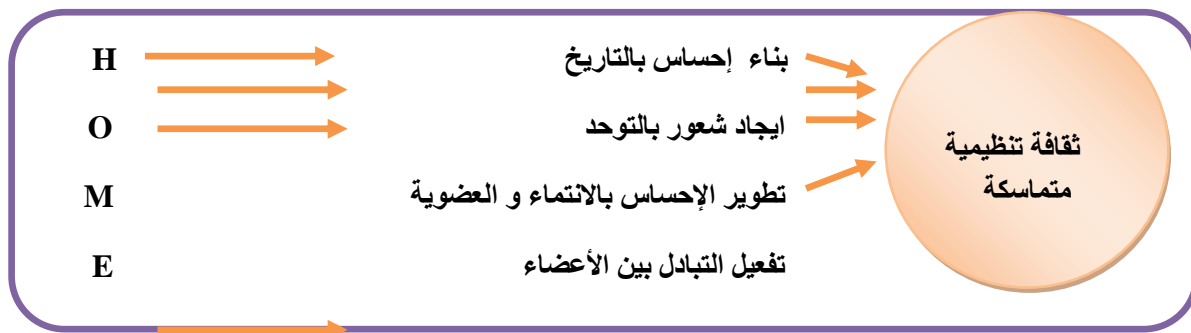 H
بناء إحساس بالتاريخ
O
ايجاد شعور بالتوحد
M
تطوير الإحساس بالانتماء و العضوية
E
تفعيل التبادل بين الأعضاء
ثقافة تنظيمية
متماسكة